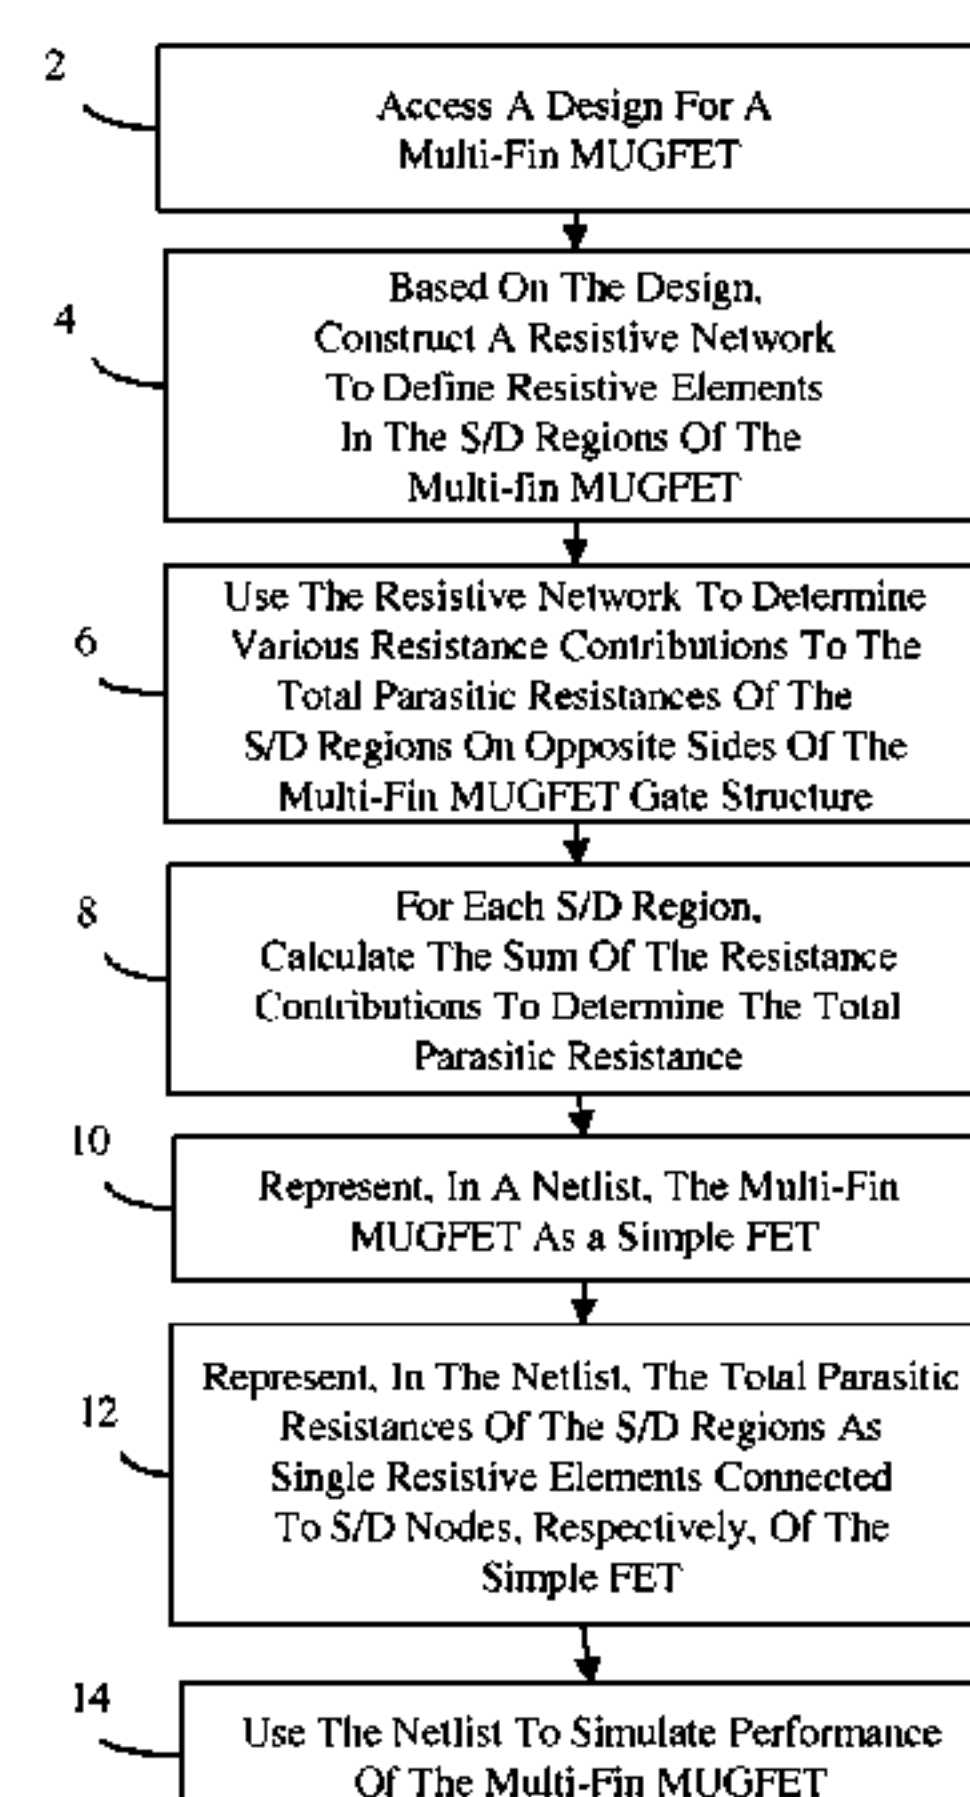 2
Access A Design For A
Multi-Fin MUGFET
4
Based On The Design,
Construct A Resistive Network
To Define Resistive Elements
In The S/D Regions Of The
Multi-fin MUGFET
6
Use The Resistive Network To Determine
Various Resistance Contributions To The
Total Parasitic Resistances Of The
S/D Regions On Opposite Sides Of The
Multi-Fin MUGFET Gate Structure
8
For Each S/D Region,
Calculate The Sum Of The Resistance
Contributions To Determine The Total
Parasitic Resistance
10
Represent, In A Netlist, The Multi-Fin
MUGFET As a Simple FET
12
Represent, In The Netlist, The Total Parasitic
Resistances Of The S/D Regions As
Single Resistive Elements Connected
To S/D Nodes, Respectively, Of The
Simple FET
14
Use The Netlist To Simulate Performance
Of The Multi-Fin MUGFET